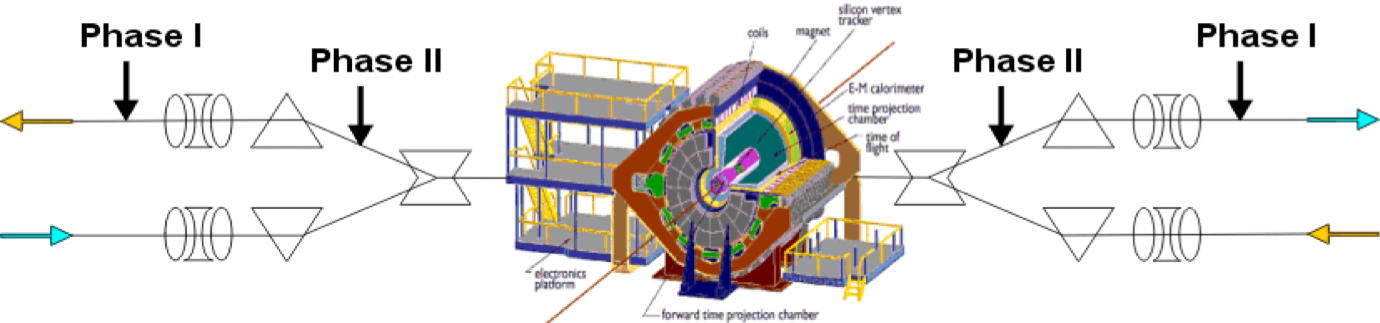 Phase I
Phase II
coils
magnet
silicon vertex
tracker
E-M calorimeter
time projection
chamber
time of
flight
electronics
platform
forward time projection chamber
Phase II
Phase I